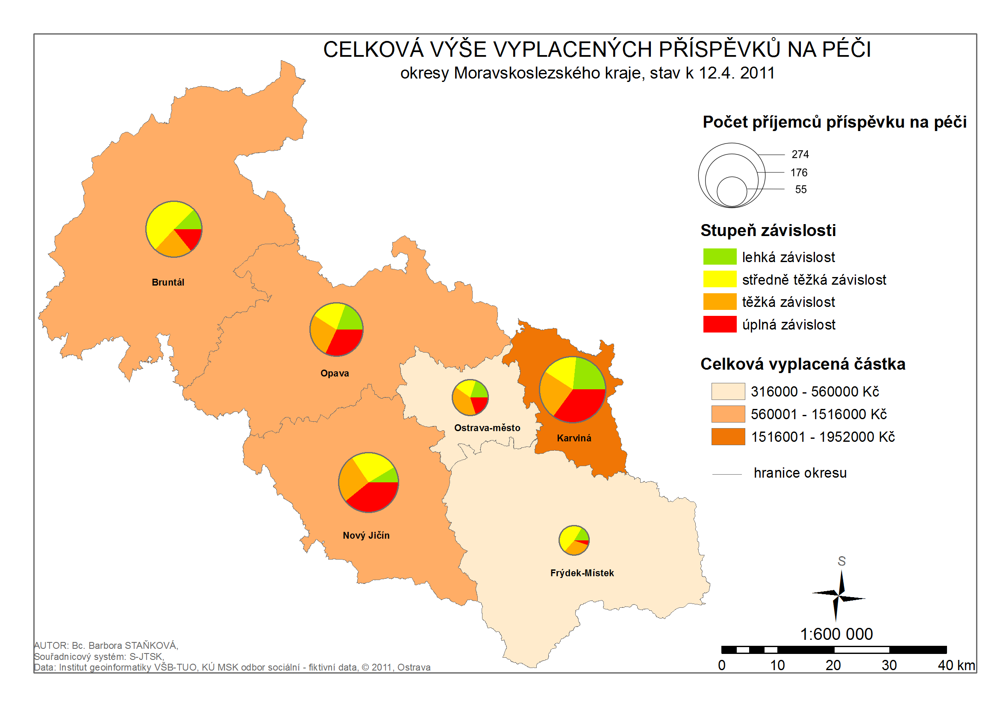 CELKOVÁ VÝŠE VYPLACENÝCH PŘÍSPĚVKŮ NA PÉČI
okresy Moravskoslezského kraje, stav k 12.4. 2011
Počet příjemců příspěvku na péči
274
176
55
Stupeň závislosti
lehká závislost
středně těžká závislost
těžká závislost
úplná závislost
Celková vyplacená částka
316000 - 560000 Kč
560001 - 1516000 Kč
1516001 - 1952000 Kč
hranice okresu
Bruntál
Opava
Ostrava-město
Karviná
Nový Jičín
Frýdek-Místek
S
1:600 000
0 10 20 30 40 km
AUTOR: Bc. Barbora STAŇKOVÁ,
Souřadnicový systém: S-JTSK,
Data: Institut geoinformatiky VŠB-TUO, KÚ MSK odbor sociální - fiktivní data, © 2011, Ostrava